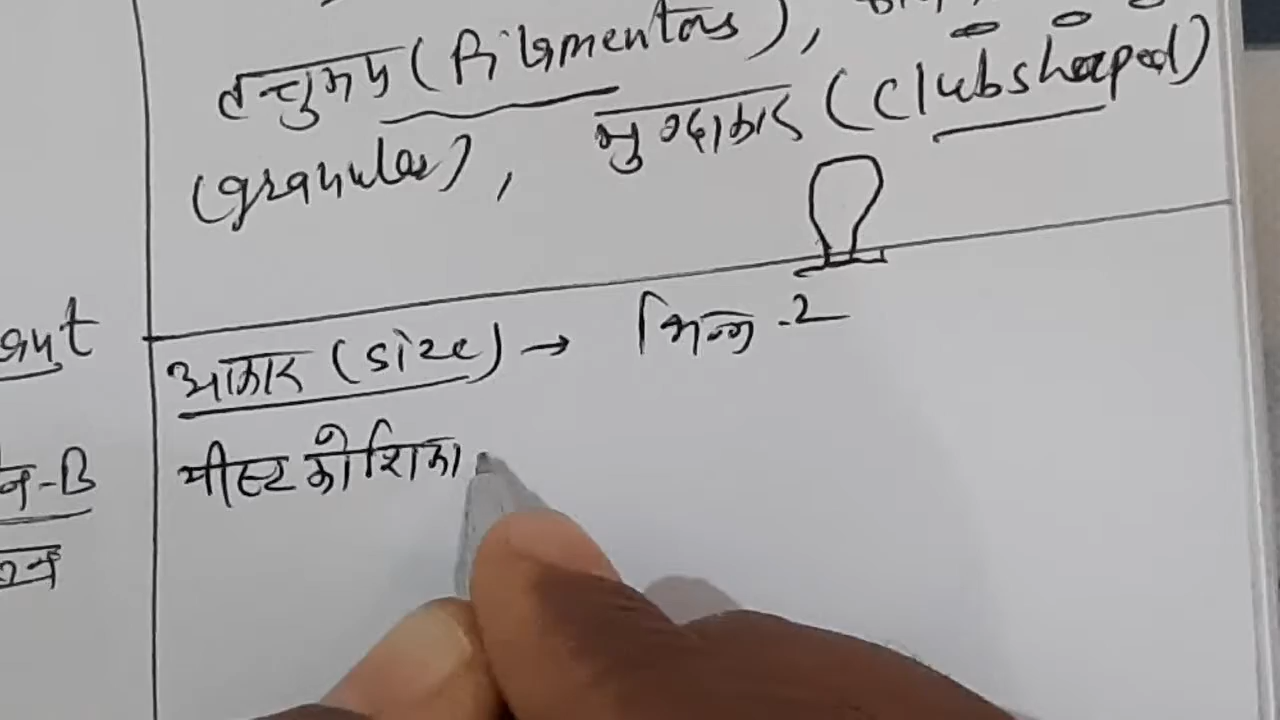 तन्तुमय (filamentous),
(granular), मुग्दाकार (Clubshaped)
आकार (size) → भिन्न-2
यीस्ट कोशिका
न-B